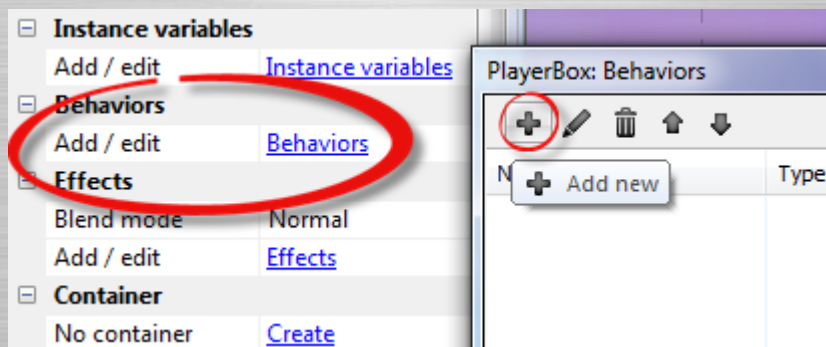 Instance variables
Add / edit Instance variables
Behaviors
Add / edit Behaviors
Effects
Blend mode Normal
Add / edit Effects
Container
No container Create
PlayerBox: Behaviors
Type
Add new